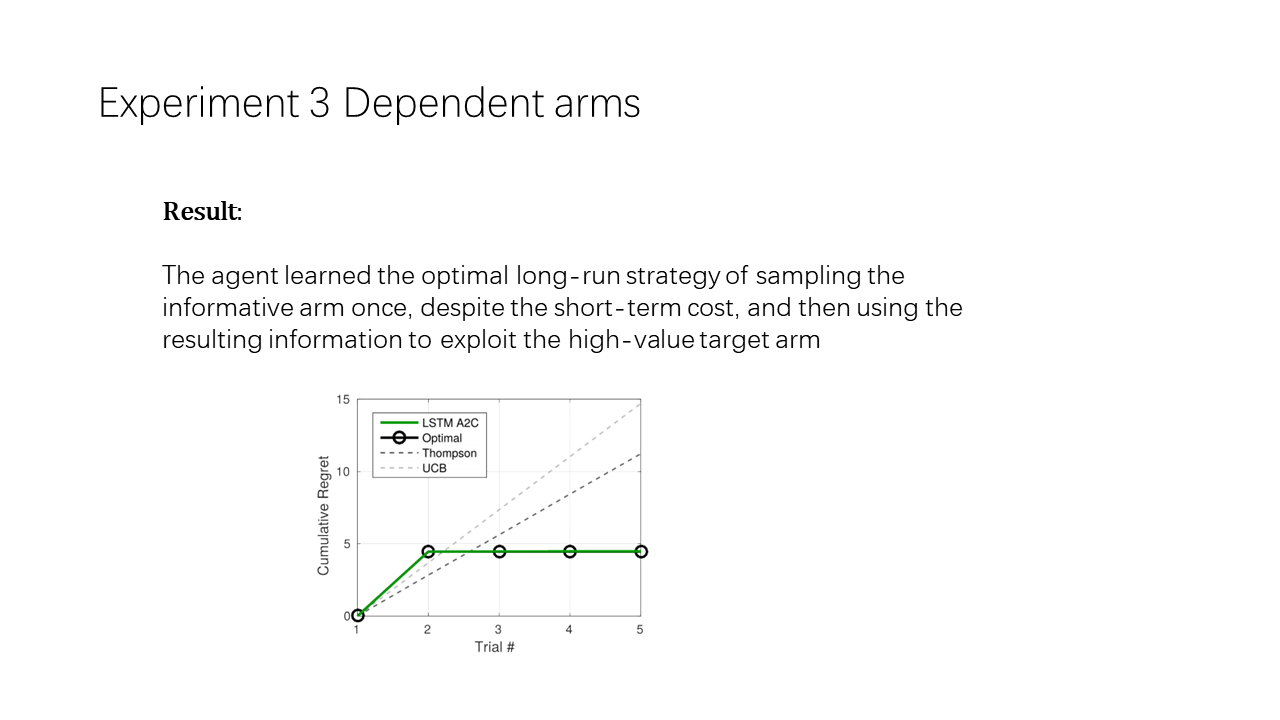 Experiment 3 Dependent arms
Result:
The agent learned the optimal long-run strategy of sampling the
informative arm once, despite the short-term cost, and then using the
resulting information to exploit the high-value target arm
15
10
5
0
Cumulative Regret
LSTM A2C
Optimal
Thompson
UCB
1 2 3 4 5
Trial #